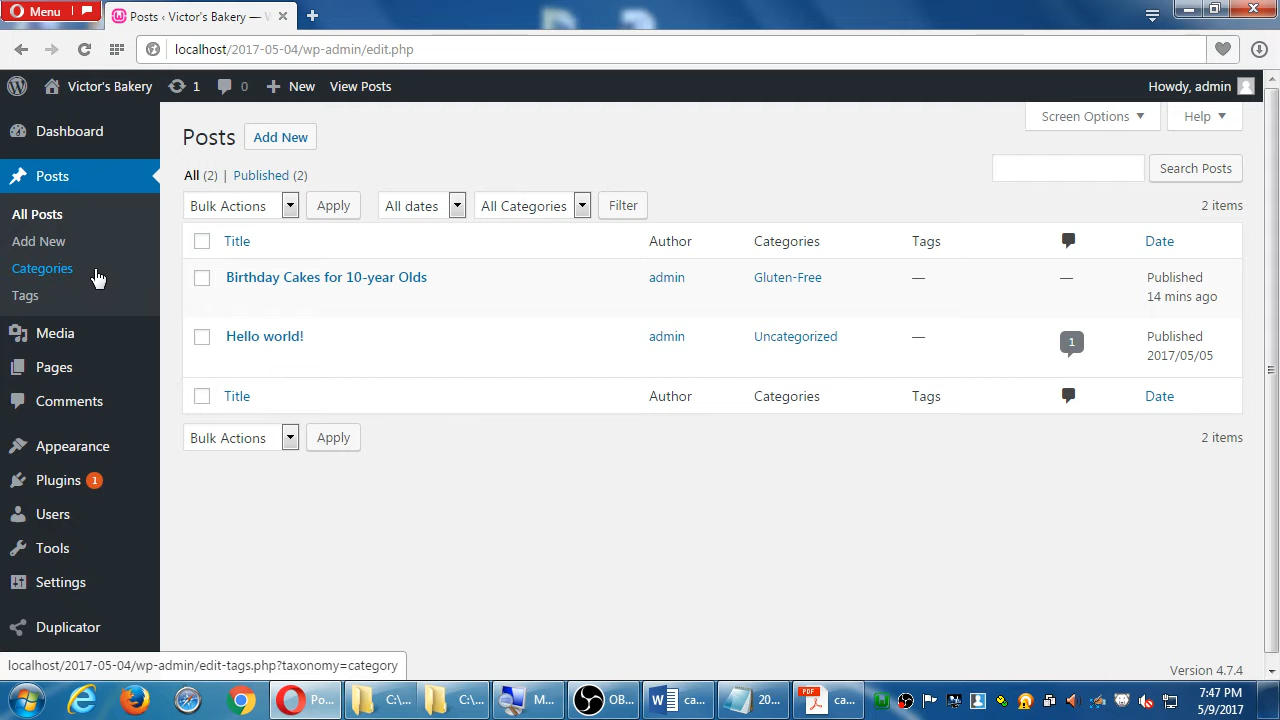 Menu
Posts ‹ Victor's Bakery —
localhost/2017-05-04/wp-admin/edit.php
Victor's Bakery
1
0
New
View Posts
Howdy, admin
Dashboard
Posts
All Posts
Add New
Categories
Tags
Media
Pages
Comments
Appearance
Plugins 1
Users
Tools
Settings
Duplicator
Screen Options
Help
Posts
Add New
All (2) | Published (2)
Search Posts
Bulk Actions
Apply
All dates
All Categories
Filter
2 items
Title Author Categories Tags Date
Birthday Cakes for 10-year Olds admin Gluten-Free — — Published
14 mins ago
Hello world! admin Uncategorized — 1 Published
2017/05/05
Title Author Categories Tags Date
Bulk Actions
Apply
2 items
Version 4.7.4
localhost/2017-05-04/wp-admin/edit-tags.php?taxonomy=category
Po...
C:\...
C:\...
M...
OB...
ca...
20...
PDF
ca...
7:47 PM
5/9/2017